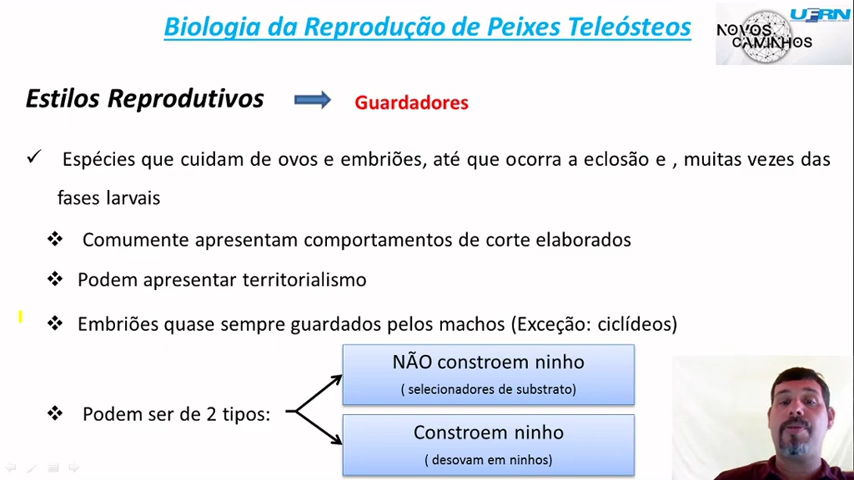 Biologia da Reprodução de Peixes Teleósteos
NOVOS
CAMINHOS
UFRN
Estilos Reprodutivos
Guardadores
Espécies que cuidam de ovos e embriões, até que ocorra a eclosão e , muitas vezes das
fases larvais
Comumente apresentam comportamentos de corte elaborados
Podem apresentar territorialismo
Embriões quase sempre guardados pelos machos (Exceção: ciclídeos)
NÃO constroem ninho
( selecionadores de substrato)
Podem ser de 2 tipos:
Constroem ninho
( desovam em ninhos)